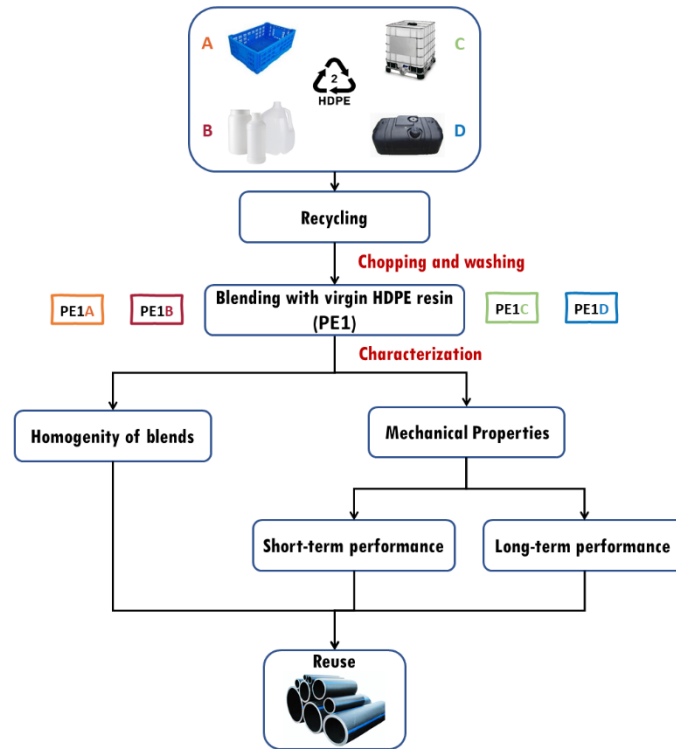 A
C
2
HDPE
B
D
Recycling
Chopping and washing
Blending with virgin HDPE resin
(PE1)
PE1A
PE1B
PE1C
PE1D
Characterization
Homogenity of blends
Mechanical Properties
Short-term performance
Long-term performance
Reuse